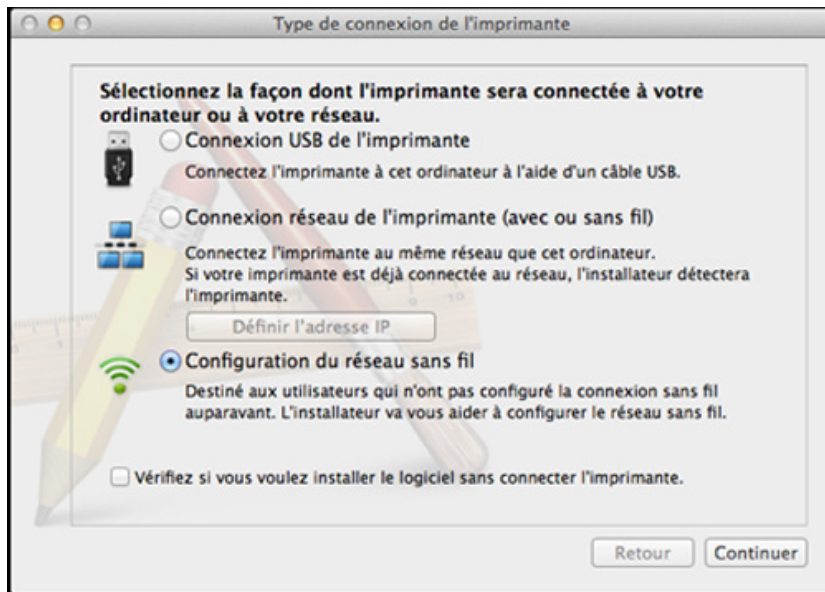 Type de connexion de l'imprimante
Sélectionnez la façon dont l'imprimante sera connectée à votre
ordinateur ou à votre réseau.
Connexion USB de l'imprimante
Connectez l'imprimante à cet ordinateur à l'aide d'un câble USB.
Connexion réseau de l'imprimante (avec ou sans fil)
Connectez l'imprimante au même réseau que cet ordinateur.
Si votre imprimante est déjà connectée au réseau, l'installateur détectera
l'imprimante.
Définir l'adresse IP
Configuration du réseau sans fil
Destiné aux utilisateurs qui n'ont pas configuré la connexion sans fil
auparavant. L'installateur va vous aider à configurer le réseau sans fil.
Vérifiez si vous voulez installer le logiciel sans connecter l'imprimante.
Retour Continuer